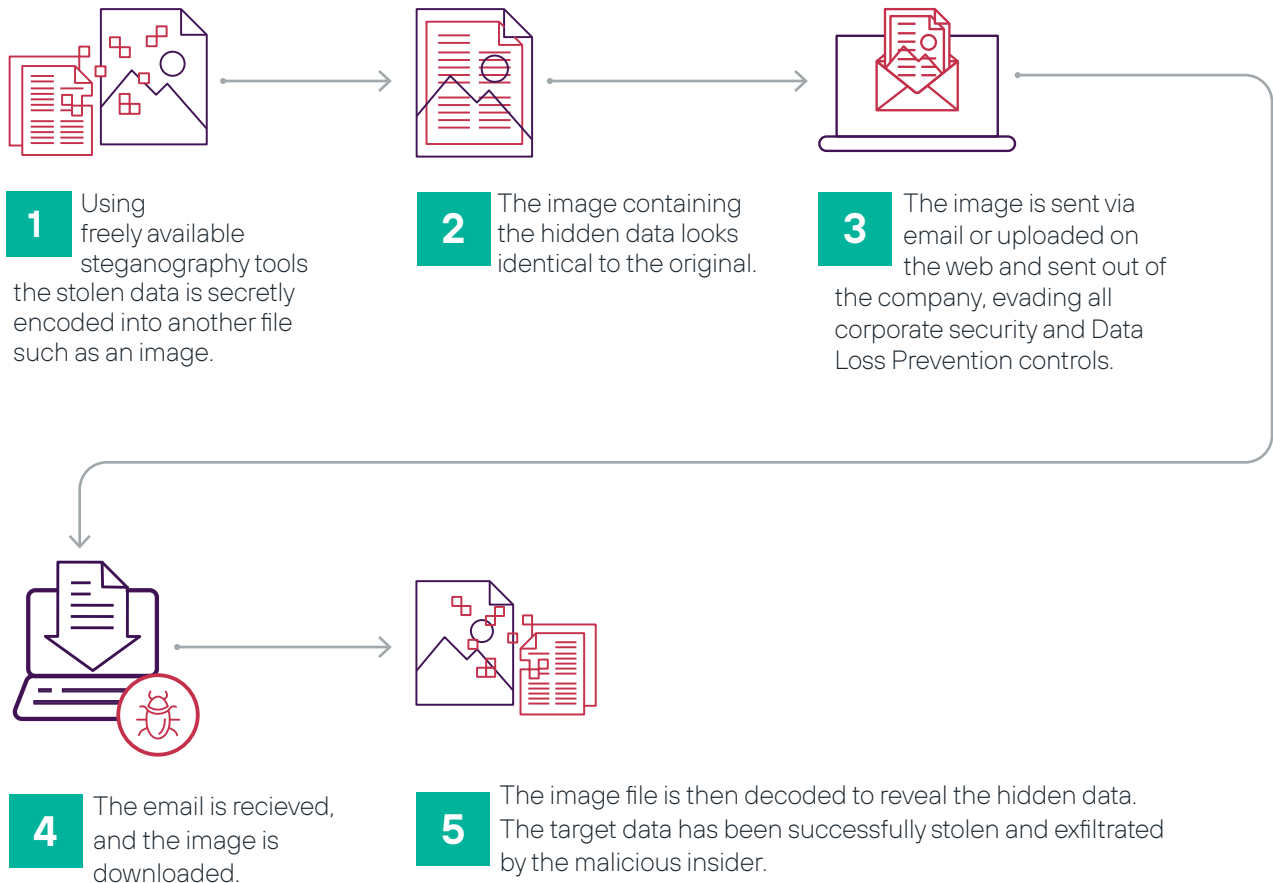 1
Using
freely available
steganography tools
the stolen data is secretly
encoded into another file
such as an image.
2
The image containing
the hidden data looks
identical to the original.
3
The image is sent via
email or uploaded on
the web and sent out of
the company, evading all
corporate security and Data
Loss Prevention controls.
4
The email is recieved,
and the image is
downloaded.
5
The image file is then decoded to reveal the hidden data.
The target data has been successfully stolen and exfiltrated
by the malicious insider.